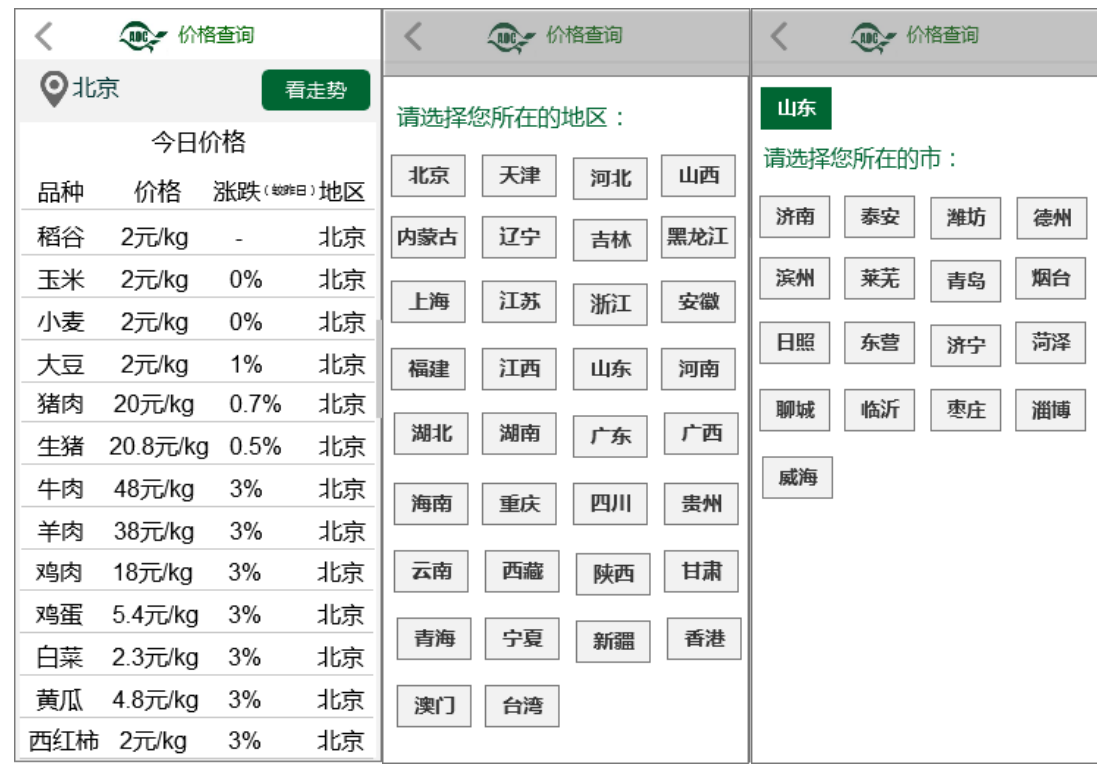 ADC 价格查询
北京 看走势
今日价格
品种 价格 涨跌(较昨日) 地区
稻谷 2元/kg - 北京
玉米 2元/kg 0% 北京
小麦 2元/kg 0% 北京
大豆 2元/kg 1% 北京
猪肉 20元/kg 0.7% 北京
生猪 20.8元/kg 0.5% 北京
牛肉 48元/kg 3% 北京
羊肉 38元/kg 3% 北京
鸡肉 18元/kg 3% 北京
鸡蛋 5.4元/kg 3% 北京
白菜 2.3元/kg 3% 北京
黄瓜 4.8元/kg 3% 北京
西红柿 2元/kg 3% 北京
ADC 价格查询
请选择您所在的地区：
北京 天津 河北 山西
内蒙古 辽宁 吉林 黑龙江
上海 江苏 浙江 安徽
福建 江西 山东 河南
湖北 湖南 广东 广西
海南 重庆 四川 贵州
云南 西藏 陕西 甘肃
青海 宁夏 新疆 香港
澳门 台湾
ADC 价格查询
山东
请选择您所在的市：
济南 泰安 潍坊 德州
滨州 莱芜 青岛 烟台
日照 东营 济宁 菏泽
聊城 临沂 枣庄 淄博
威海